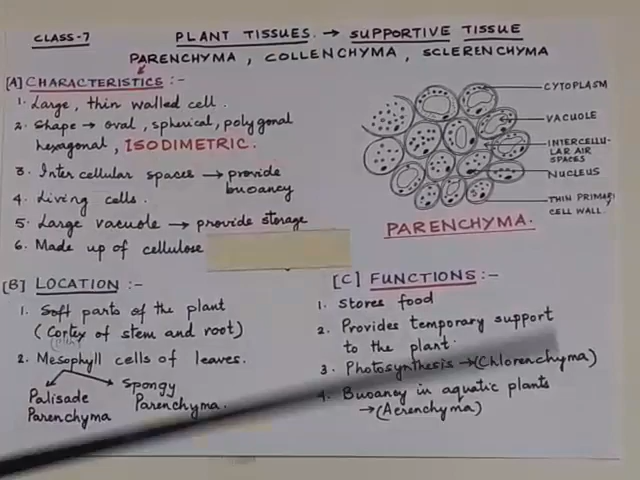 CLASS-7
PLANT TISSUES. → SUPPORTIVE TISSUE
PARENCHYMA, COLLENCHYMA, SCLERENCHYMA
[A] CHARACTERISTICS :-
1. Large, thin walled cell.
2. Shape → oval, spherical, polygonal
hexagonal, ISODIMETRIC.
3. Inter cellular spaces → provide
buoancy
4. Living cells.
5. Large vacuole → provide storage
6. Made up of cellulose
CYTOPLASM
VACUOLE
INTERCELLU-
LAR AIR
SPACES
NUCLEUS
THIN PRIMARY
CELL WALL.
PARENCHYMA.
[B] LOCATION :-
1. Soft parts of the plant
(Cortex of stem and root)
2. Mesophyll cells of leaves.
Palisade
Parenchyma
Spongy
Parenchyma.
[C] FUNCTIONS :-
1. Stores food
2. Provides temporary support
to the plant.
3. Photosynthesis → (Chlorenchyma)
4. Buoancy in aquatic plants
→ (Aerenchyma)